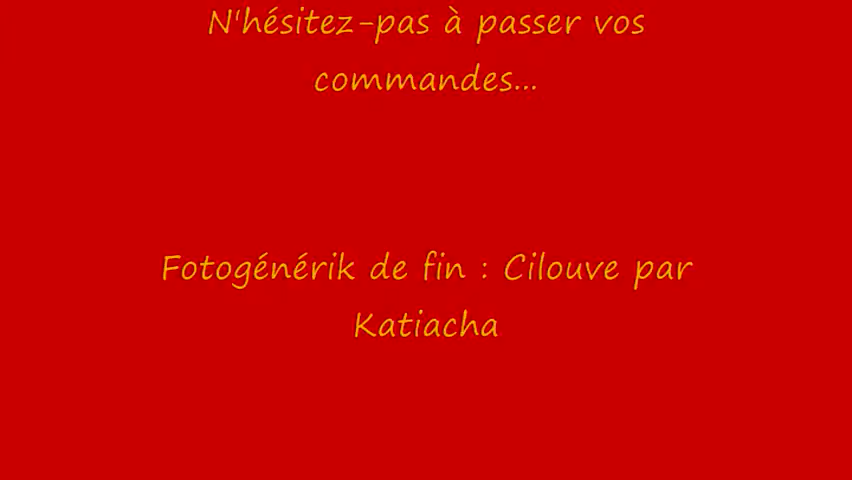 N'hésitez-pas à passer vos
commandes...
Fotogénérik de fin : Cilouve par
Katiacha